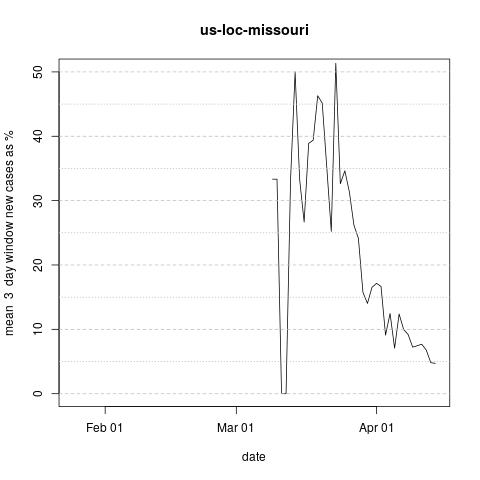 us-loc-missouri
mean 3 day window new cases as %
50
40
30
20
10
0
Feb 01
Mar 01
Apr 01
date